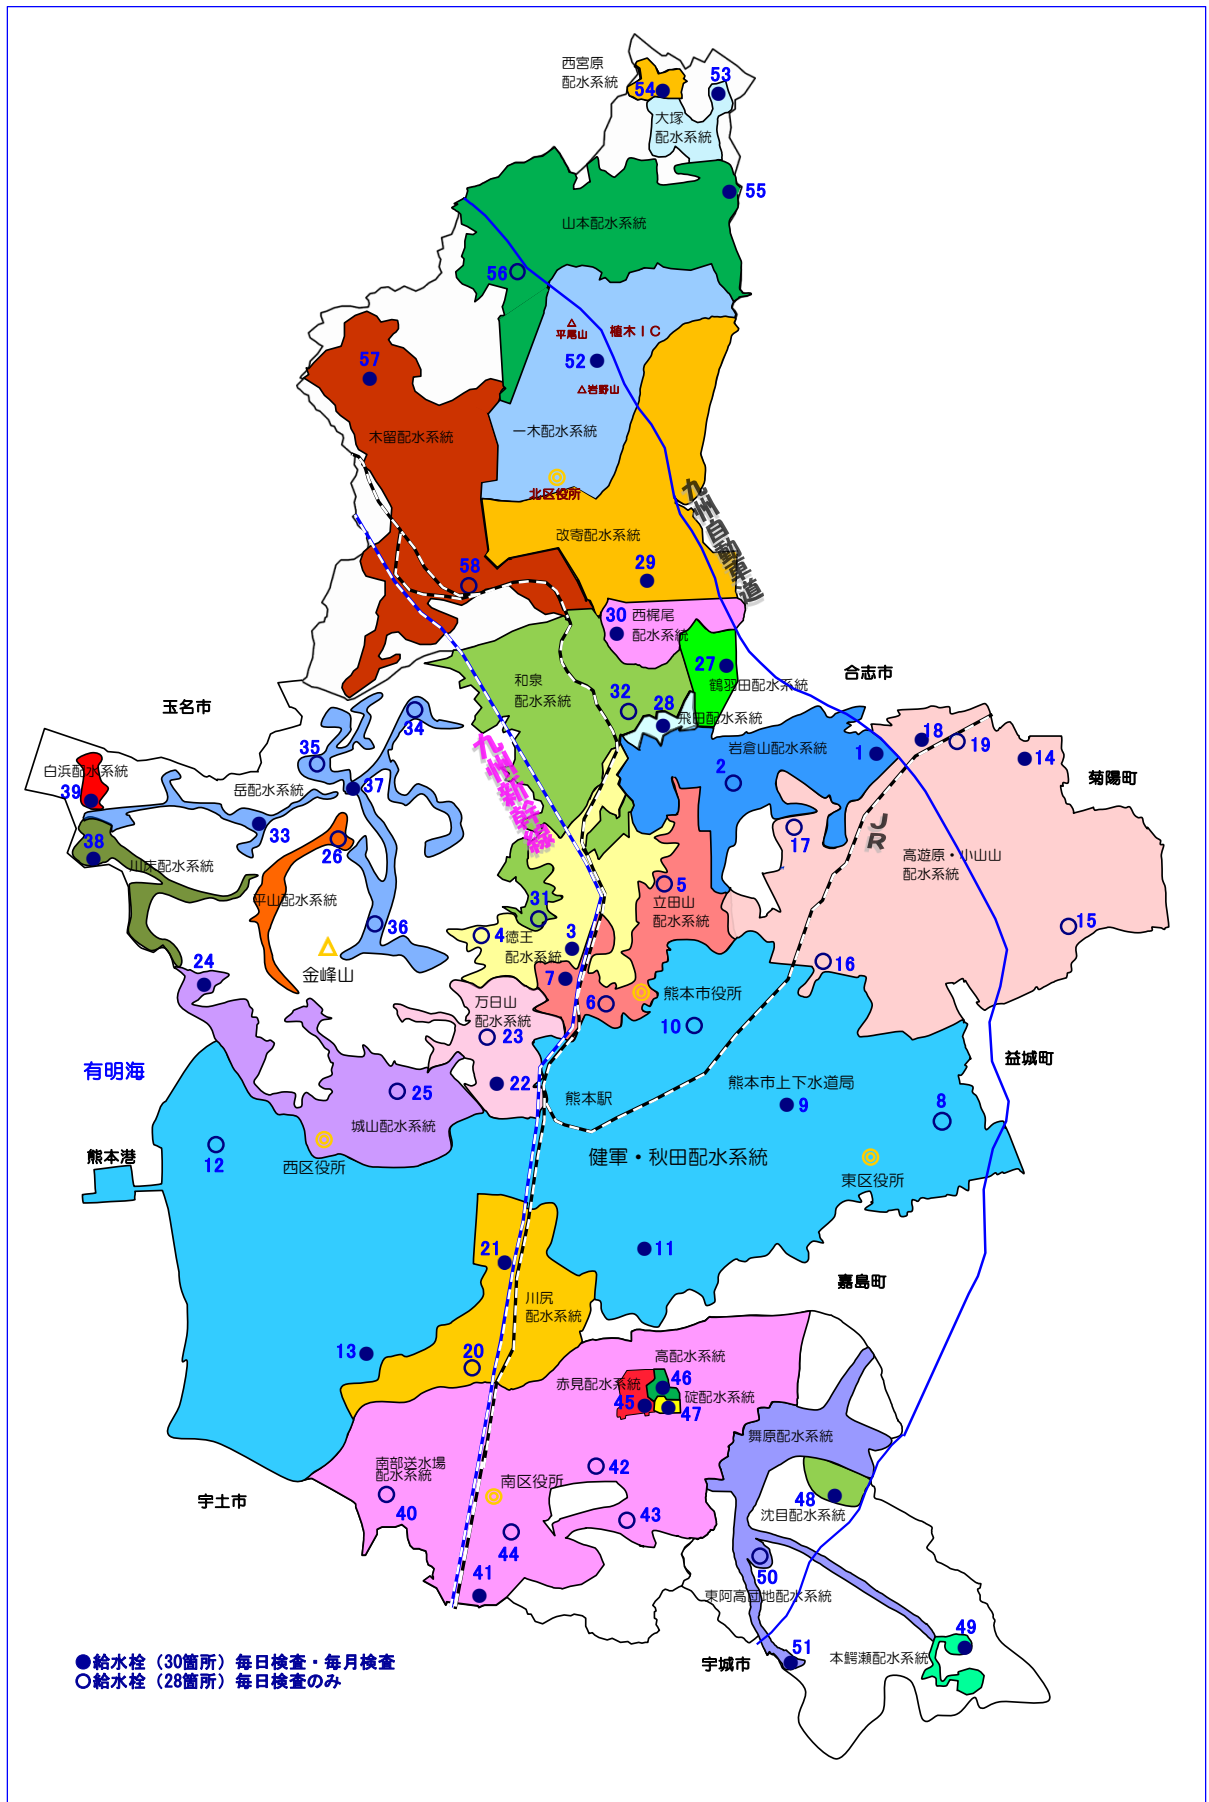 西宮原
配水系統
53
54
大塚
配水系統
55
山本配水系統
56
平尾山
植木IC
57
52
△岩野山
木留配水系統
一木配水系統
北区役所
九州自動車道
改寄配水系統
58
29
30
西梶尾
配水系統
27
鶴羽田配水系統
合志市
和泉
配水系統
32
28
飛田配水系統
玉名市
34
18
19
岩倉山配水系統
1
14
35
九州新幹線
2
菊陽町
白浜配水系統
39
岳配水系統
37
33
26
17
JR
38
川床配水系統
高遊原・小山山
配水系統
平山配水系統
5
立田山
配水系統
31
36
4
徳王
配水系統
3
15
金峰山
24
16
7
6
熊本市役所
万日山
配水系統
23
10
有明海
益城町
22
25
熊本駅
熊本市上下水道局
9
8
城山配水系統
熊本港
12
西区役所
健軍・秋田配水系統
東区役所
21
11
嘉島町
川尻
配水系統
13
20
高配水系統
赤見配水系統
46
45
47
碇配水系統
舞原配水系統
南部送水場
配水系統
42
南区役所
48
宇土市
40
43
沈目配水系統
44
50
41
東阿高団地配水系統
49
51
宇城市
本鰐瀬配水系統
●給水栓（30箇所）毎日検査・毎月検査
○給水栓（28箇所）毎日検査のみ